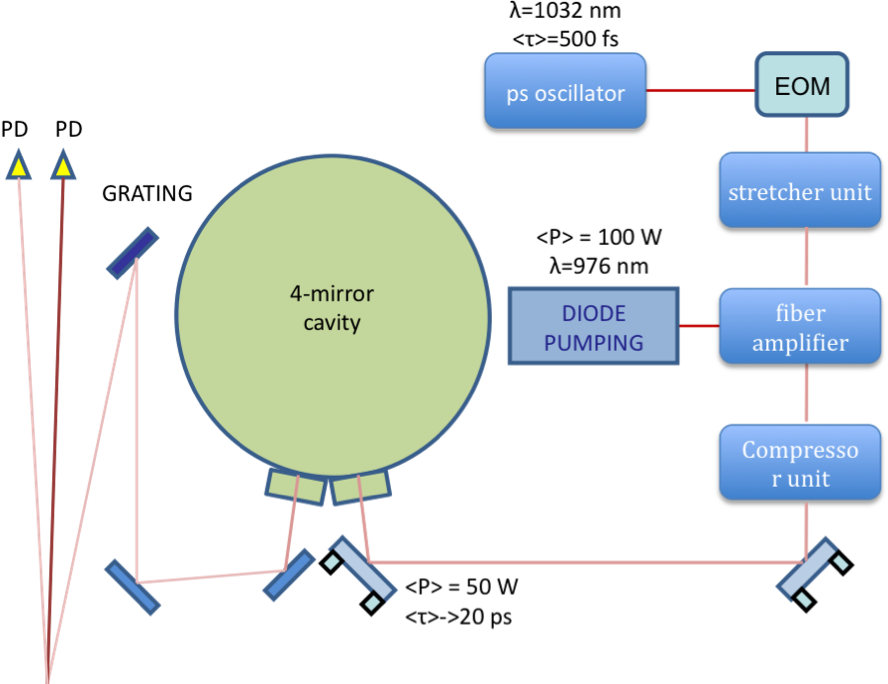 λ=1032 nm
<τ>=500 fs
ps oscillator
EOM
PD
PD
GRATING
stretcher unit
4-mirror
cavity
<P> = 100 W
λ=976 nm
DIODE
PUMPING
fiber
amplifier
Compresso
r unit
<P> = 50 W
<τ>->20 ps